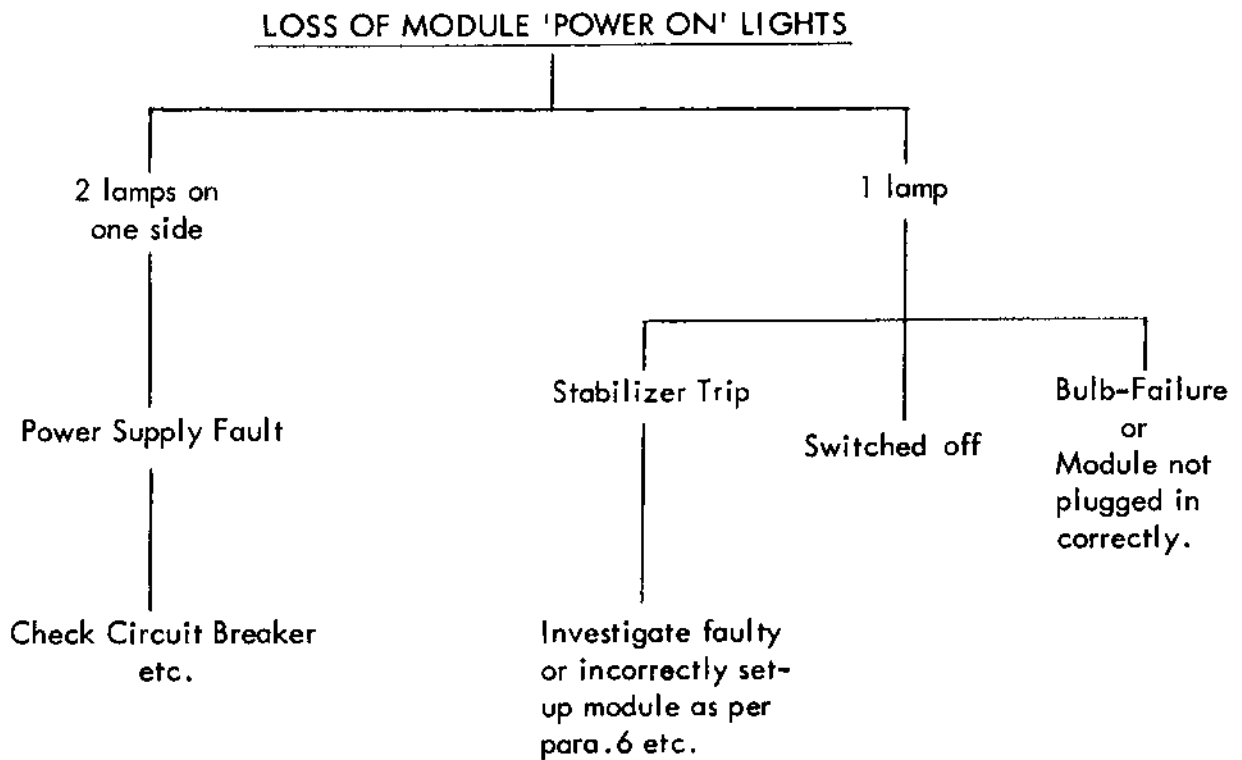 LOSS OF MODULE 'POWER ON' LIGHTS
2 lamps on
one side
1 lamp
Power Supply Fault
Stabilizer Trip
Switched off
Bulb-Failure
or
Module not
plugged in
correctly.
Check Circuit Breaker
etc.
Investigate faulty
or incorrectly set-
up module as per
para.6 etc.